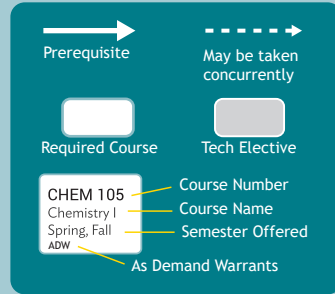 Prerequisite
May be taken
concurrently
Required Course
Tech Elective
CHEM 105
Chemistry I
Spring, Fall
ADW
Course Number
Course Name
Semester Offered
As Demand Warrants